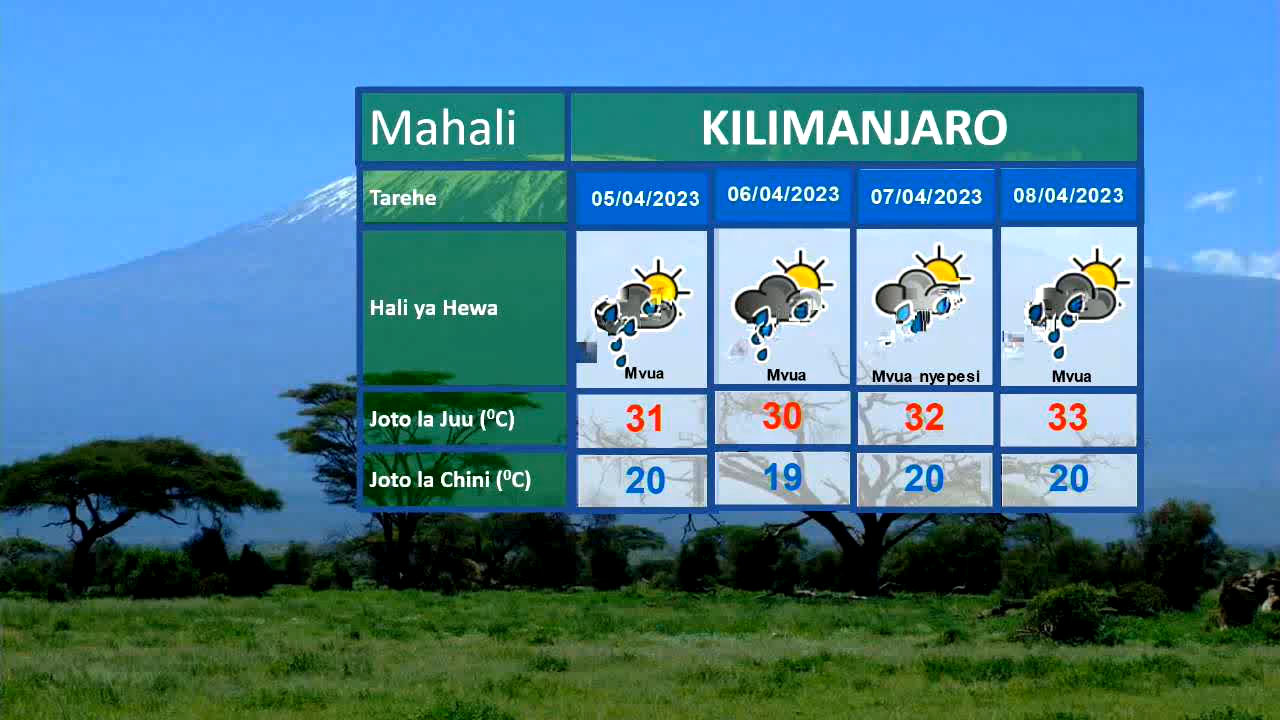 Mahali KILIMANJARO
Tarehe 05/04/2023 06/04/2023 07/04/2023 08/04/2023
Hali ya Hewa Mvua Mvua Mvua nyepesi Mvua
Joto la Juu (⁰C) 31 30 32 33
Joto la Chini (⁰C) 20 19 20 20